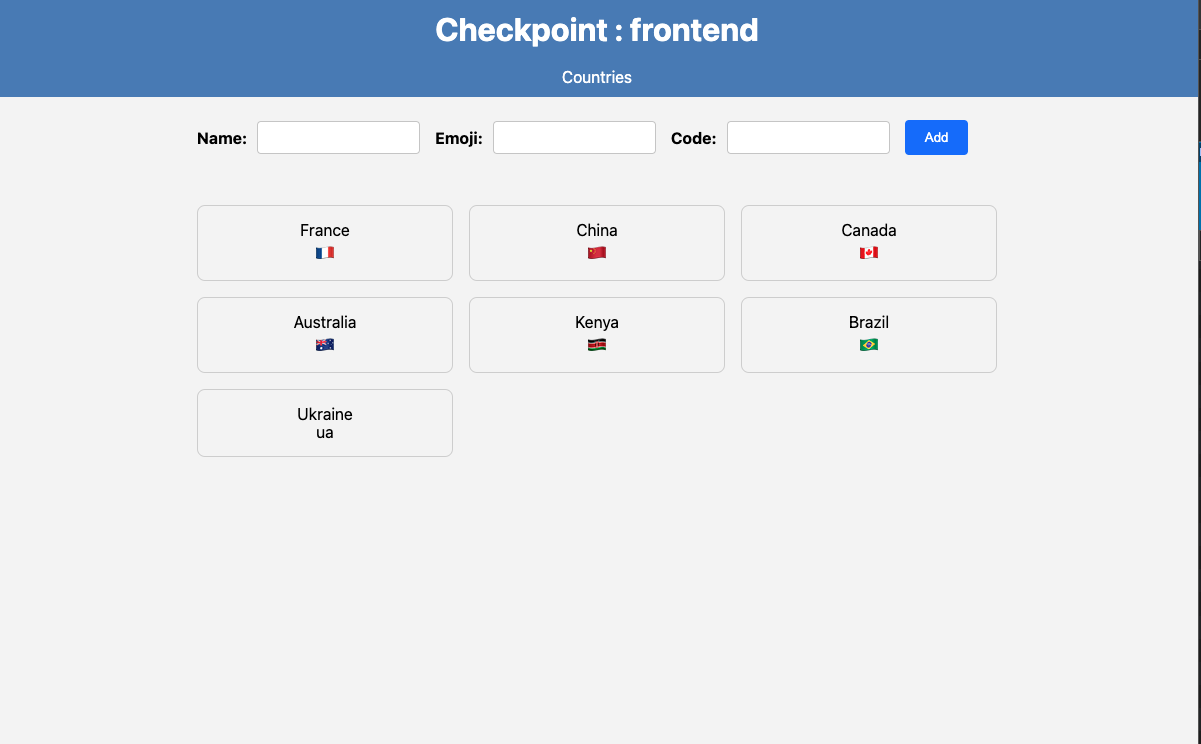 Checkpoint : frontend
Countries
Name: Emoji: Code: Add
France China Canada
🇫🇷 🇨🇳 🇨🇦
Australia Kenya Brazil
🇦🇺 🇰🇪 🇧🇷
Ukraine
ua